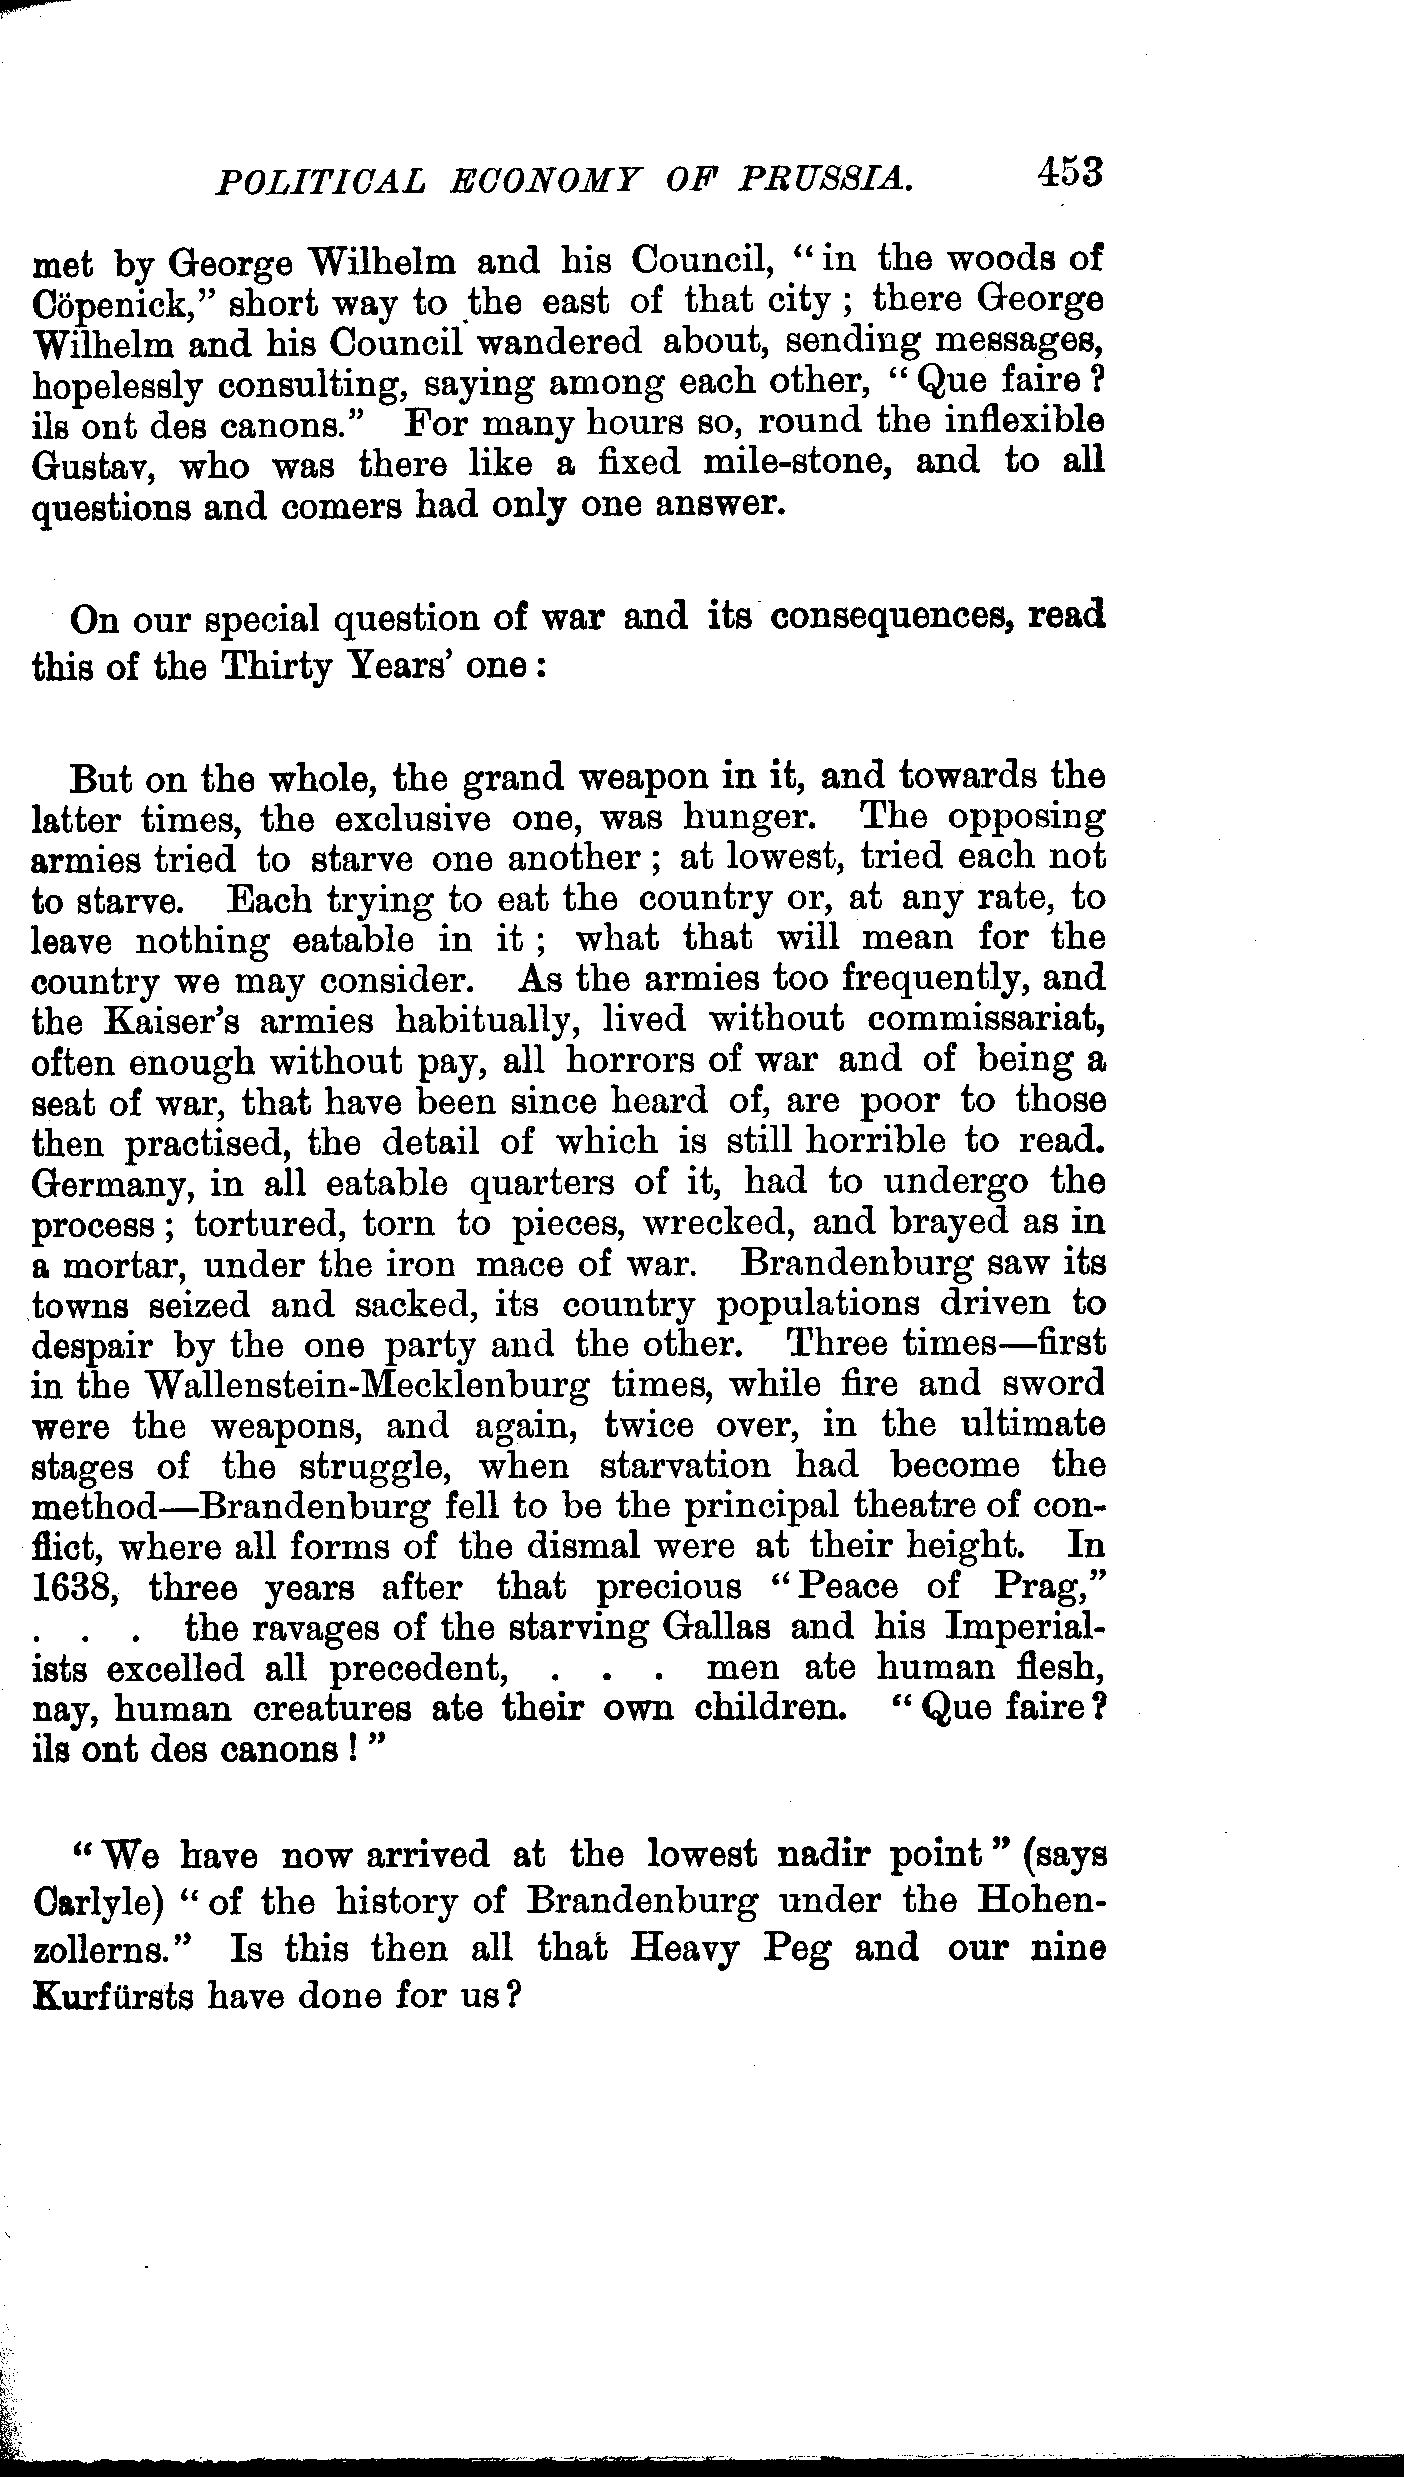 POLITICAL ECONOMY OF PRUSSIA. 453
met by George Wilhelm and his Council, “in the woods of
Cöpenick,” short way to the east of that city; there George
Wilhelm and his Council wandered about, sending messages,
hopelessly consulting, saying among each other, “Que faire?
ils ont des canons.” For many hours so, round the inflexible
Gustav, who was there like a fixed mile-stone, and to all
questions and comers had only one answer.
On our special question of war and its consequences, read
this of the Thirty Years’ one:
But on the whole, the grand weapon in it, and towards the
latter times, the exclusive one, was hunger. The opposing
armies tried to starve one another; at lowest, tried each not
to starve. Each trying to eat the country or, at any rate, to
leave nothing eatable in it; what that will mean for the
country we may consider. As the armies too frequently, and
the Kaiser’s armies habitually, lived without commissariat,
often enough without pay, all horrors of war and of being a
seat of war, that have been since heard of, are poor to those
then practised, the detail of which is still horrible to read.
Germany, in all eatable quarters of it, had to undergo the
process; tortured, torn to pieces, wrecked, and brayed as in
a mortar, under the iron mace of war. Brandenburg saw its
towns seized and sacked, its country populations driven to
despair by the one party and the other. Three times—first
in the Wallenstein-Mecklenburg times, while fire and sword
were the weapons, and again, twice over, in the ultimate
stages of the struggle, when starvation had become the
method—Brandenburg fell to be the principal theatre of con-
flict, where all forms of the dismal were at their height. In
1638, three years after that precious “Peace of Prag,”
. . . the ravages of the starving Gallas and his Imperial-
ists excelled all precedent, . . . men ate human flesh,
nay, human creatures ate their own children. “Que faire?
ils ont des canons!”
“We have now arrived at the lowest nadir point” (says
Carlyle) “of the history of Brandenburg under the Hohen-
zollerns.” Is this then all that Heavy Peg and our nine
Kurfürsts have done for us?